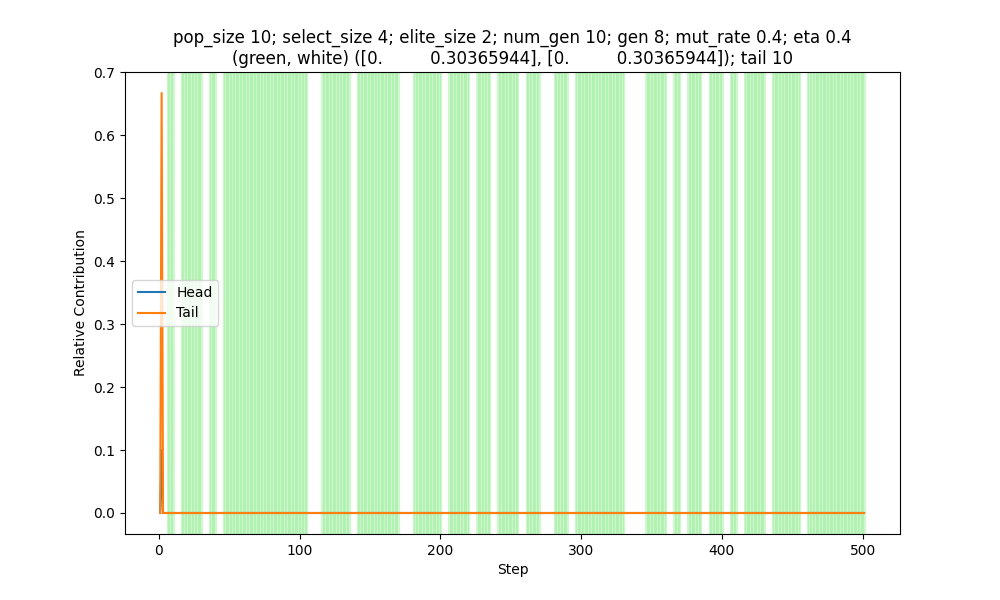 pop_size 10; select_size 4; elite_size 2; num_gen 10; gen 8; mut_rate 0.4; eta 0.4
(green, white) ([0. 0.30365944], [0. 0.30365944]); tail 10
0.7
0.6
0.5
0.4
0.3
0.2
0.1
0.0
Relative Contribution
Head
Tail
0
100
200
300
400
500
Step